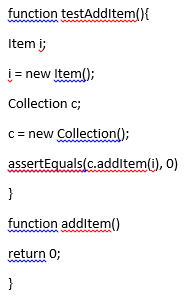 function testAddItem(){
Item i;
i = new Item();
Collection c;
c = new Collection();
assertEquals(c.addItem(i), 0)
}
function addItem()
return 0;
}